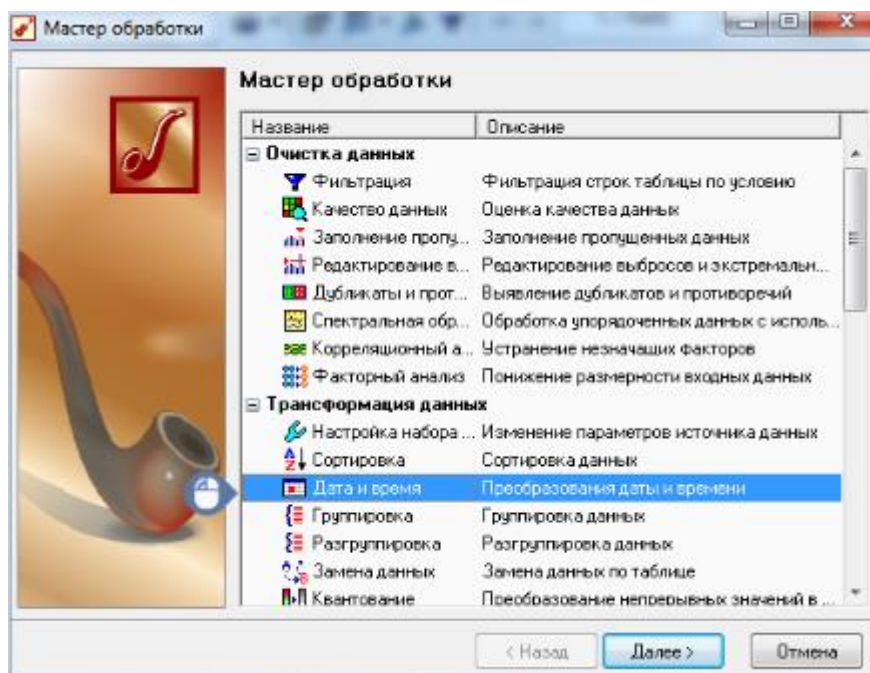 Мастер обработки
Мастер обработки
Название Описание
Очистка данных
Фильтрация Фильтрация строк таблицы по условию
Качество данных Оценка качества данных
Заполнение пропу... Заполнение пропущенных данных
Редактирование в... Редактирование выбросов и экстремальн...
Дубликаты и прот... Выявление дубликатов и противоречий
Спектральная обр... Обработка упорядоченных данных с исполь...
Корреляционный а... Устранение незначащих факторов
Факторный анализ Понижение размерности входных данных
Трансформация данных
Настройка набора ... Изменение параметров источника данных
Сортировка Сортировка данных
Дата и время Преобразования даты и времени
Группировка Группировка данных
Разгруппировка Разгруппировка данных
Замена данных Замена данных по таблице
Квантование Преобразование непрерывных значений в ...
< Назад Далее > Отмена